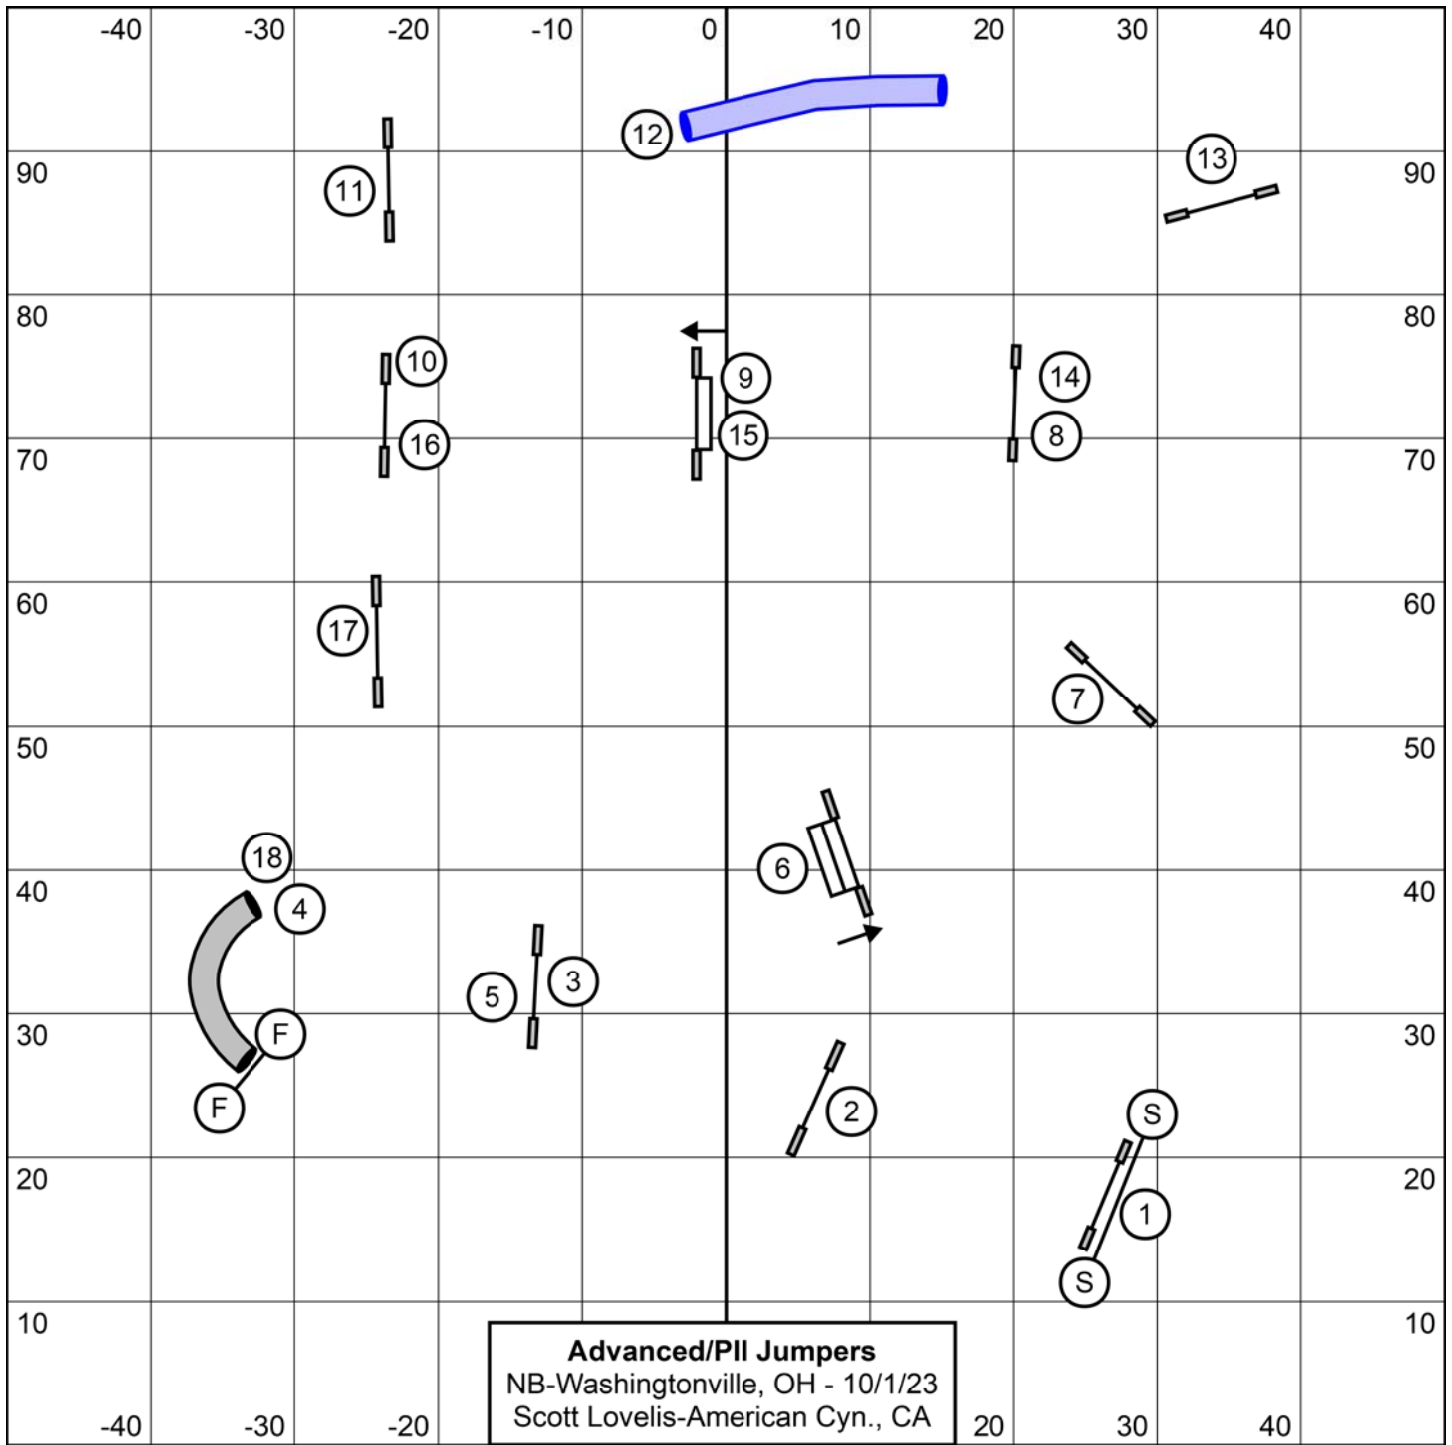 -40 -30 -20 -10 0 10 20 30 40
12
13
11
90 90
80 80
10 9 14
16 15 8
70 70
60 60
17
7
50 50
18 6
40 40
4
5 3
F 30 30
F 2 S
20 20
1
S
10 10
Advanced/PII Jumpers
NB-Washingtonville, OH - 10/1/23
Scott Lovelis-American Cyn., CA
-40 -30 -20 20 30 40